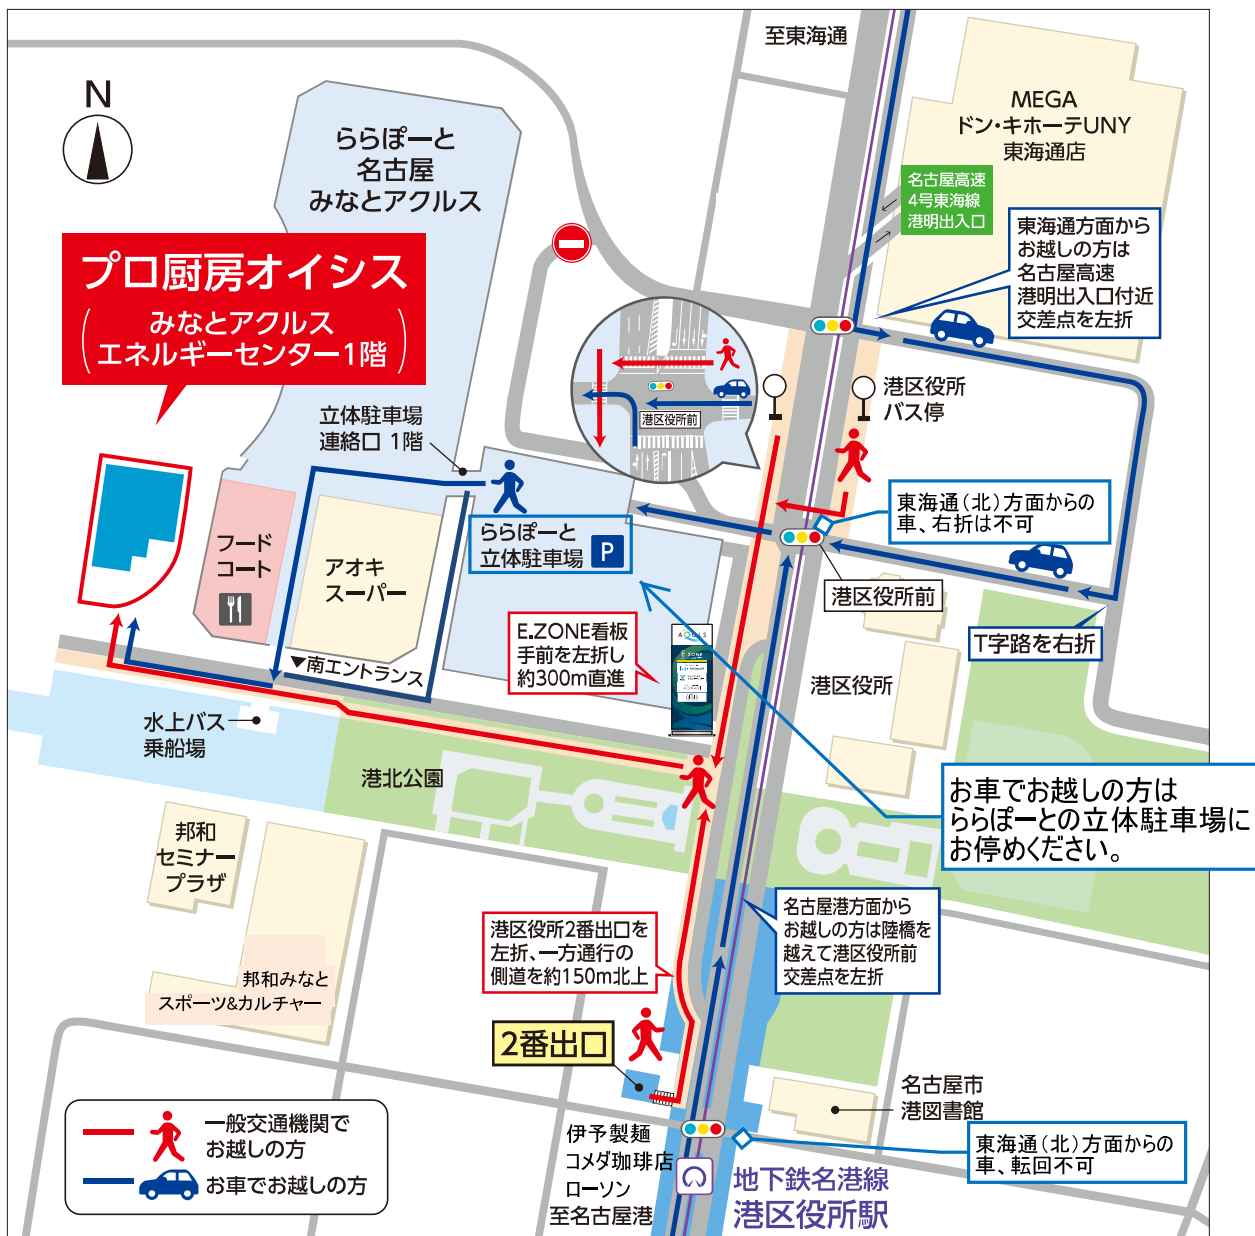 至東海通
MEGA
ドン・キホーテUNY
東海通店
N
ららぽーと
名古屋
みなとアクルス
名古屋高速
4号東海線
港明出入口
東海通方面から
お越しの方は
名古屋高速
港明出入口付近
交差点を左折
プロ厨房オイシス
みなとアクルス
エネルギーセンター1階
港区役所
バス停
港区役所前
立体駐車場
連絡口 1階
東海通(北)方面からの
車、右折は不可
ららぽーと
立体駐車場
P
フード
コート
アオキ
スーパー
港区役所前
E.ZONE看板
手前を左折し
約300m直進
AQULS
E.ZONE
T字路を右折
▼南エントランス
港区役所
水上バス
乗船場
港北公園
お車でお越しの方は
ららぽーとの立体駐車場に
お停めください。
邦和
セミナー
プラザ
名古屋港方面から
お越しの方は陸橋を
越えて港区役所前
交差点を左折
港区役所2番出口を
左折、一方通行の
側道を約150m北上
邦和みなと
スポーツ&カルチャー
2番出口
名古屋市
港図書館
一般交通機関で
お越しの方
お車でお越しの方
伊予製麺
コメダ珈琲店
ローソン
至名古屋港
東海通(北)方面からの
車、転回不可
地下鉄名港線
港区役所駅